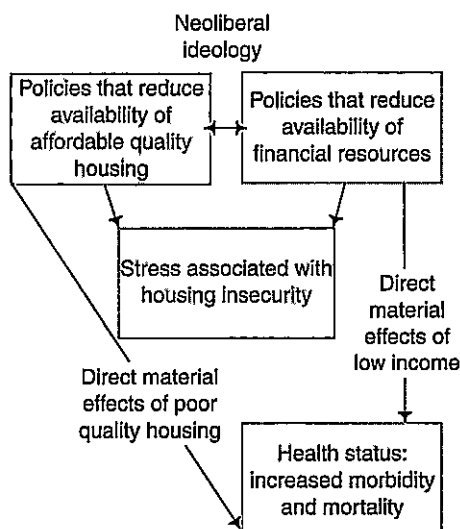 Neoliberal
ideology
Policies that reduce
availability of
affordable quality
housing
Policies that reduce
availability of
financial resources
Stress associated with
housing insecurity
Direct
material
effects of
low income
Direct material
effects of poor
quality housing
Health status:
increased morbidity
and mortality